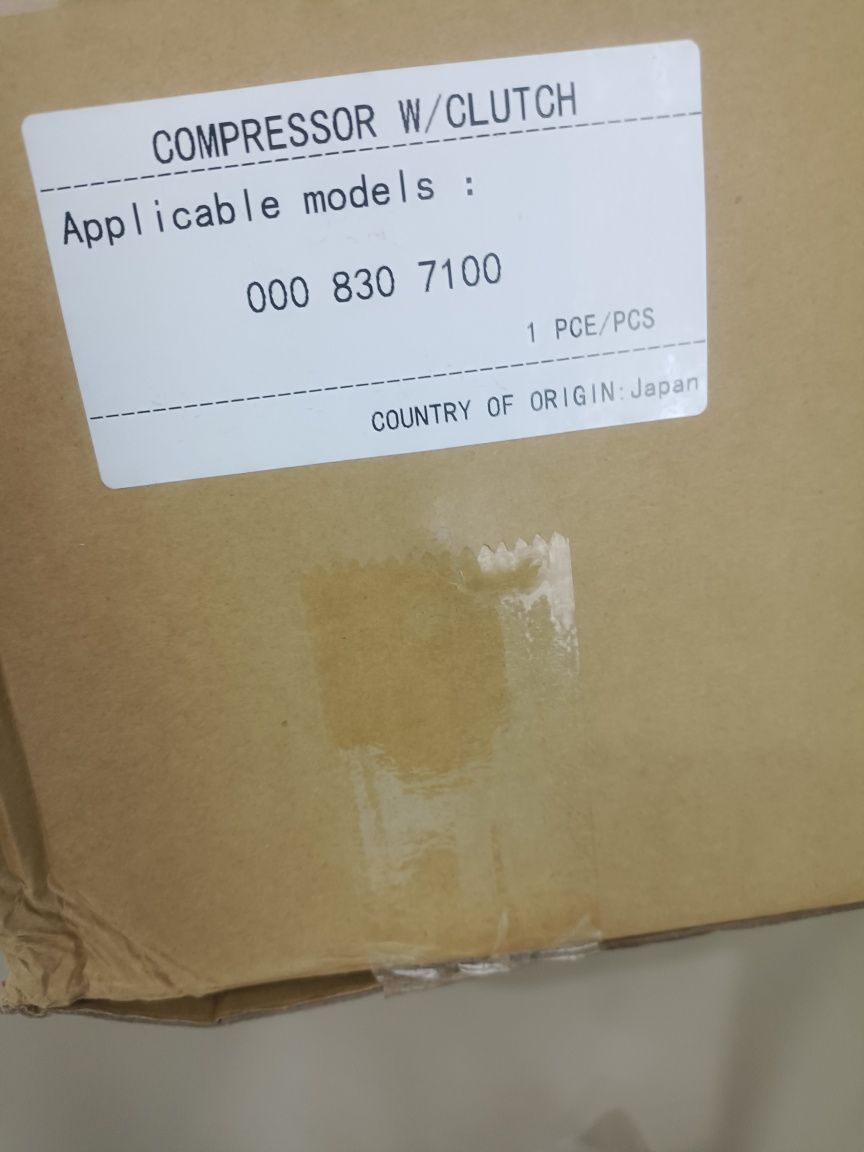 COMPRESSOR W/CLUTCH
Applicable models :
000 830 7100
1 PCE/PCS
COUNTRY OF ORIGIN:Japan